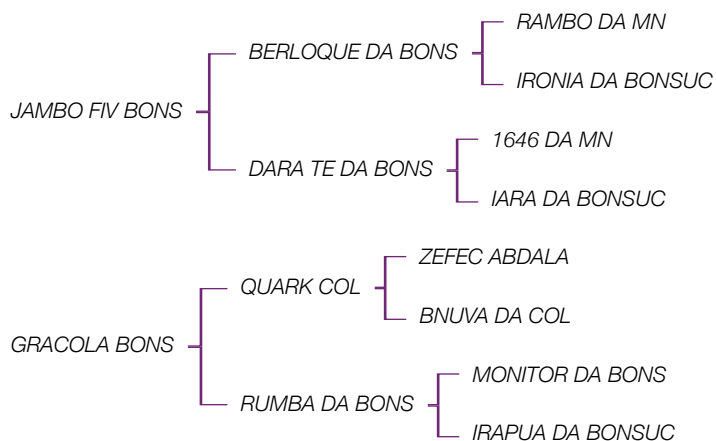 RAMBO DA MN
BERLOQUE DA BONS
IRONIA DA BONSUC
JAMBO FIV BONS
1646 DA MN
DARA TE DA BONS
IARA DA BONSUC
ZEFEC ABDALA
QUARK COL
BNUVA DA COL
GRACOLA BONS
MONITOR DA BONS
RUMBA DA BONS
IRAPUA DA BONSUC